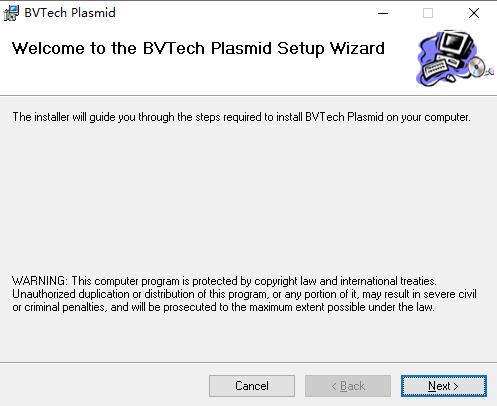 BVTech Plasmid
Welcome to the BVTech Plasmid Setup Wizard
The installer will guide you through the steps required to install BVTech Plasmid on your computer.
WARNING: This computer program is protected by copyright law and international treaties.
Unauthorized duplication or distribution of this program, or any portion of it, may result in severe civil
or criminal penalties, and will be prosecuted to the maximum extent possible under the law.
Cancel
< Back
Next >